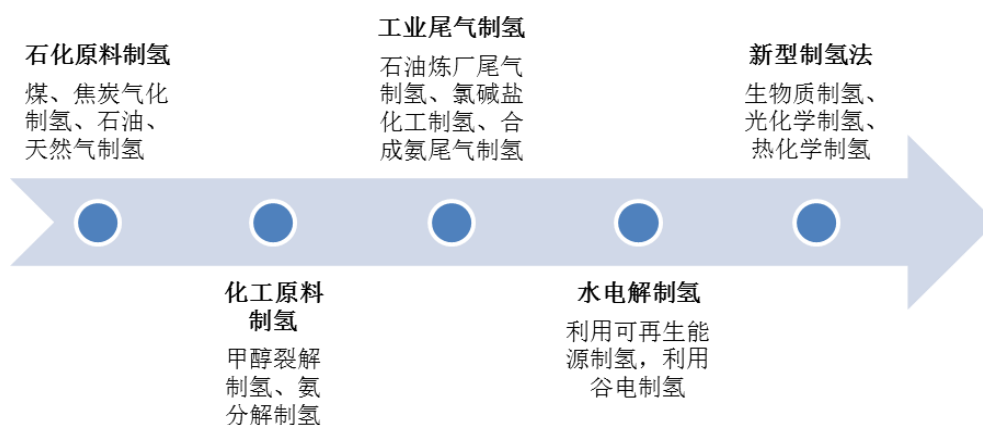 石化原料制氢
煤、焦炭气化
制氢、石油、
天然气制氢
化工原料
制氢
甲醇裂解
制氢、氨
分解制氢
工业尾气制氢
石油炼厂尾气
制氢、氯碱盐
化工制氢、合
成氨尾气制氢
水电解制氢
利用可再生能
源制氢，利用
谷电制氢
新型制氢法
生物质制氢、
光化学制氢、
热化学制氢